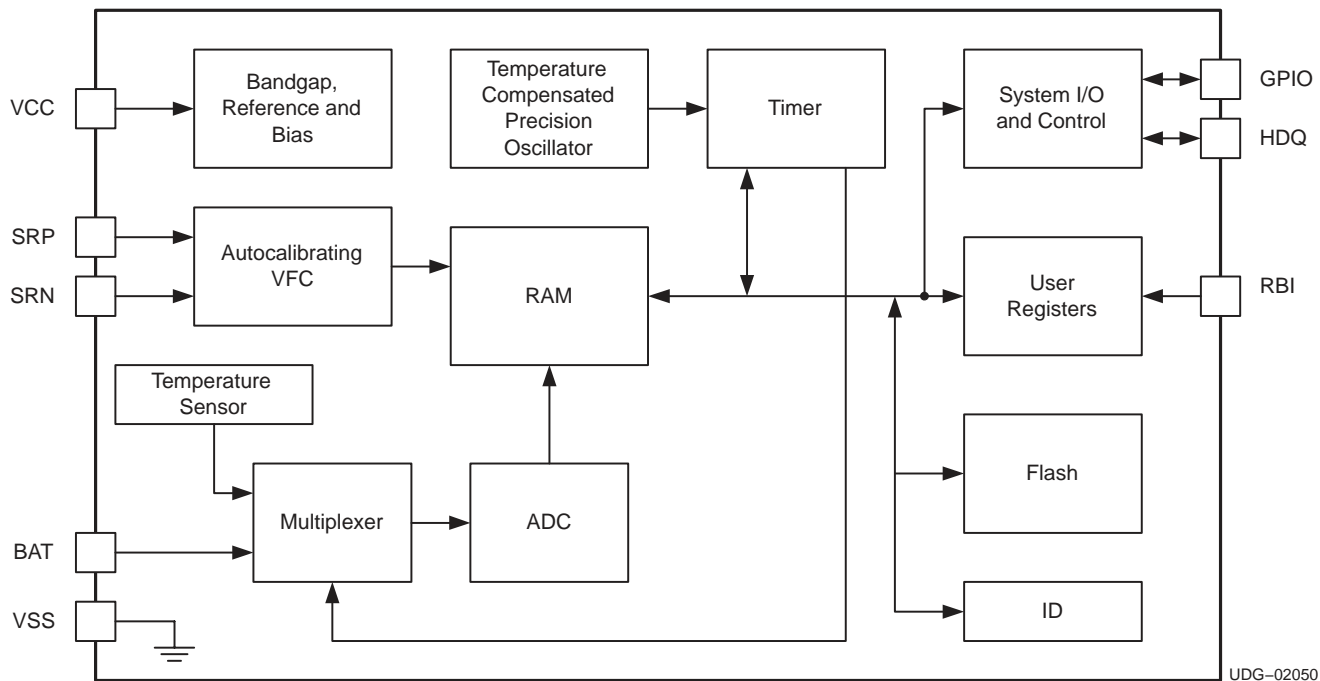 VCC
Bandgap,
Reference and
Bias
Temperature
Compensated
Precision
Oscillator
Timer
System I/O
and Control
GPIO
HDQ
SRP
SRN
Autocalibrating
VFC
RAM
User
Registers
RBI
Temperature
Sensor
Multiplexer
ADC
Flash
BAT
VSS
ID
UDG–02050